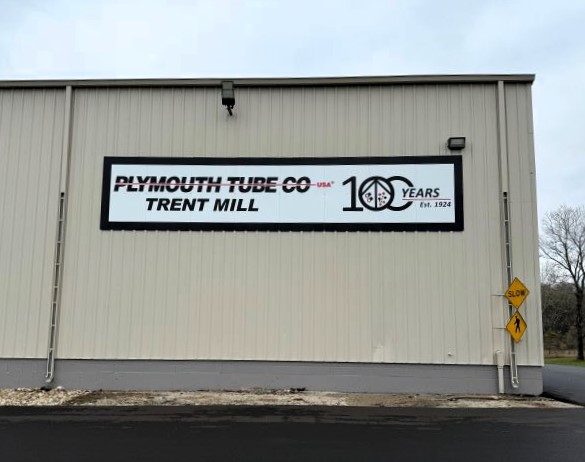 PLYMOUTH TUBE CO USA
TRENT MILL
100 YEARS
Est. 1924
SLOW